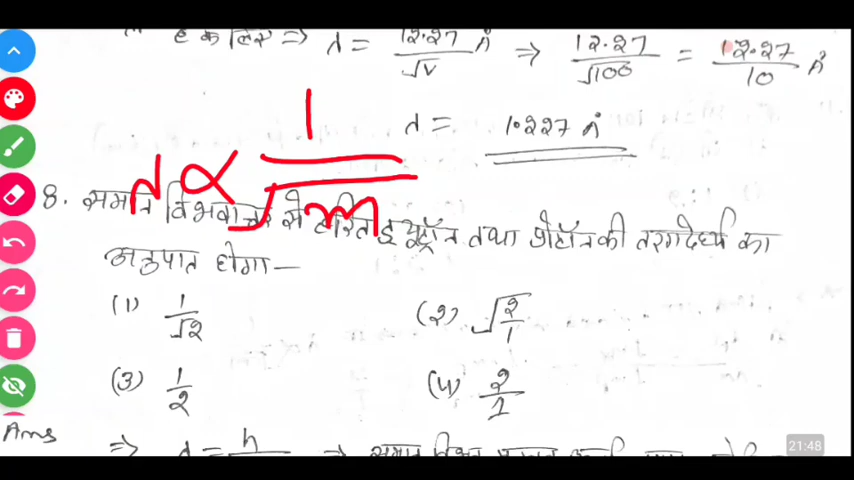 ह के लिए ⇒ λ = 12.27/√V Å ⇒ 12.27/√100 = 12.27/10 Å
λ = 1.227 Å
λ ∝ 1/√m
8. समान विभवान्तर से त्वरित ड्यूट्रॉन तथा प्रोटॉन की तरंगदैर्ध्य का
अनुपात होगा —
(1) 1/√2 (2) √2/1
(3) 1/2 (4) 2/1
Ans
⇒ λ = h
21:48